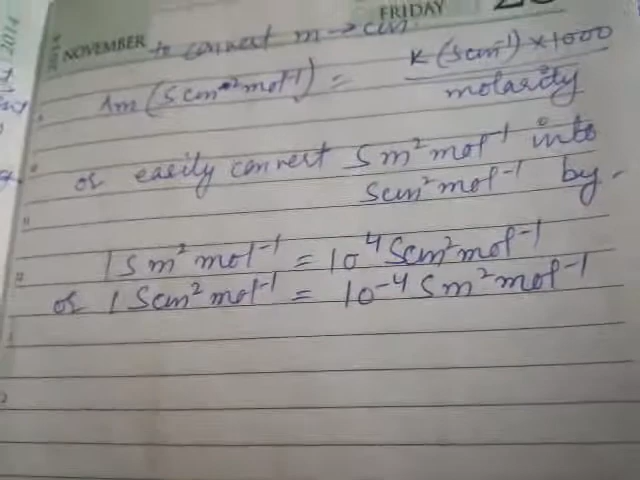 2014
NOVEMBER
FRIDAY
to convert m → cm
Λm (S cm² mol⁻¹) = K (S cm⁻¹) × 1000
molarity
or easily convert S m² mol⁻¹ into
S cm² mol⁻¹ by -
1 S m² mol⁻¹ = 10⁴ S cm² mol⁻¹
or 1 S cm² mol⁻¹ = 10⁻⁴ S m² mol⁻¹